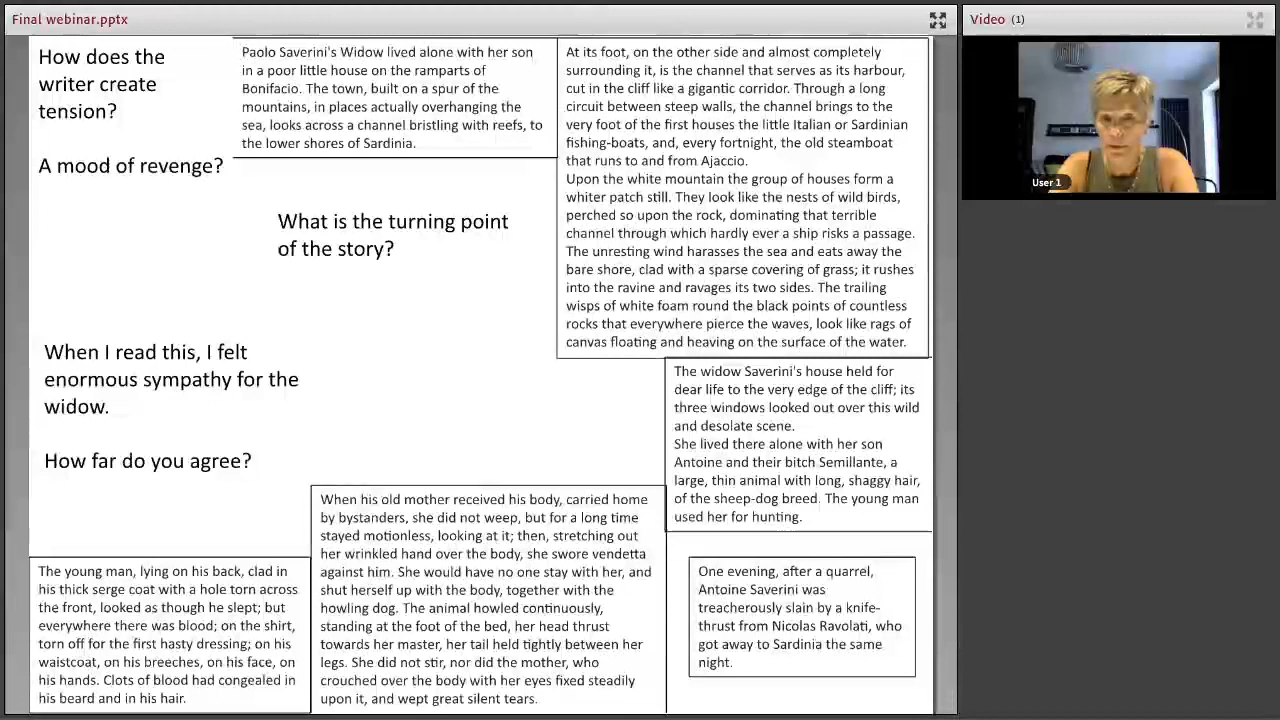 Final webinar.pptx
Video (1)
How does the
writer create
tension?
A mood of revenge?
Paolo Saverini's Widow lived alone with her son
in a poor little house on the ramparts of
Bonifacio. The town, built on a spur of the
mountains, in places actually overhanging the
sea, looks across a channel bristling with reefs, to
the lower shores of Sardinia.
At its foot, on the other side and almost completely
surrounding it, is the channel that serves as its harbour,
cut in the cliff like a gigantic corridor. Through a long
circuit between steep walls, the channel brings to the
very foot of the first houses the little Italian or Sardinian
fishing-boats, and, every fortnight, the old steamboat
that runs to and from Ajaccio.
Upon the white mountain the group of houses form a
whiter patch still. They look like the nests of wild birds,
perched so upon the rock, dominating that terrible
channel through which hardly ever a ship risks a passage.
The unresting wind harasses the sea and eats away the
bare shore, clad with a sparse covering of grass; it rushes
into the ravine and ravages its two sides. The trailing
wisps of white foam round the black points of countless
rocks that everywhere pierce the waves, look like rags of
canvas floating and heaving on the surface of the water.
User 1
What is the turning point
of the story?
When I read this, I felt
enormous sympathy for the
widow.
How far do you agree?
The widow Saverini's house held for
dear life to the very edge of the cliff; its
three windows looked out over this wild
and desolate scene.
She lived there alone with her son
Antoine and their bitch Semillante, a
large, thin animal with long, shaggy hair,
of the sheep-dog breed. The young man
used her for hunting.
One evening, after a quarrel,
Antoine Saverini was
treacherously slain by a knife-
thrust from Nicolas Ravolati, who
got away to Sardinia the same
night.
When his old mother received his body, carried home
by bystanders, she did not weep, but for a long time
stayed motionless, looking at it; then, stretching out
her wrinkled hand over the body, she swore vendetta
against him. She would have no one stay with her, and
shut herself up with the body, together with the
howling dog. The animal howled continuously,
standing at the foot of the bed, her head thrust
towards her master, her tail held tightly between her
legs. She did not stir, nor did the mother, who
crouched over the body with her eyes fixed steadily
upon it, and wept great silent tears.
The young man, lying on his back, clad in
his thick serge coat with a hole torn across
the front, looked as though he slept; but
everywhere there was blood; on the shirt,
torn off for the first hasty dressing; on his
waistcoat, on his breeches, on his face, on
his hands. Clots of blood had congealed in
his beard and in his hair.